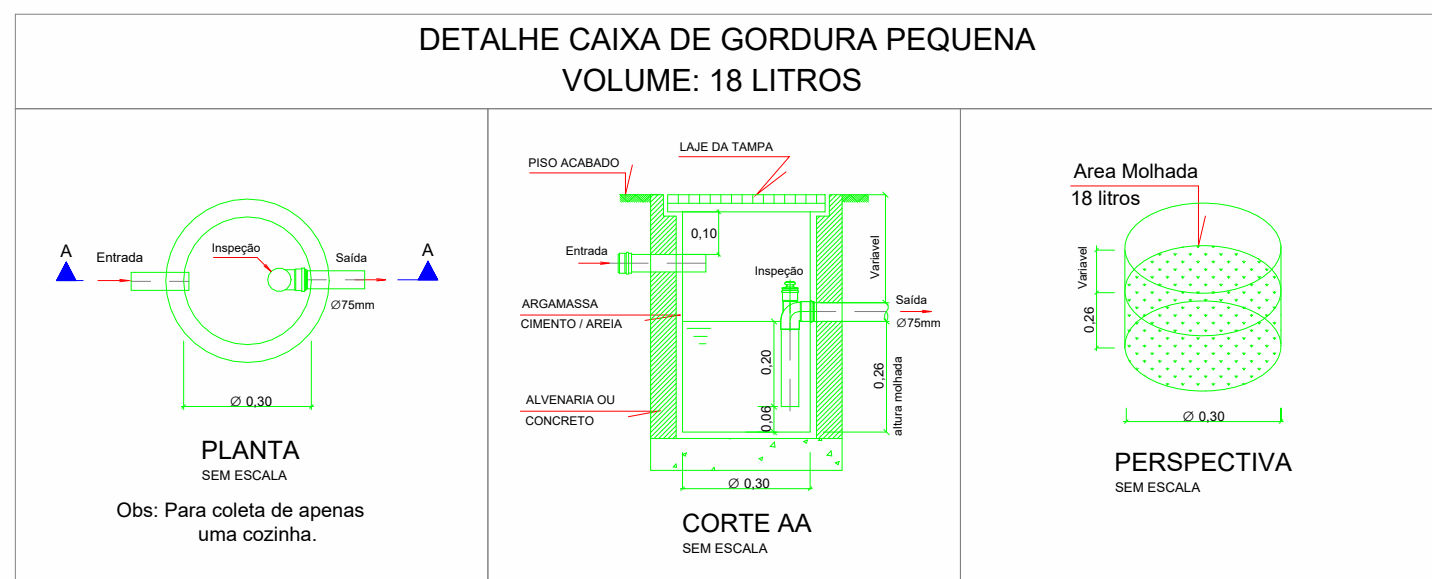 DETALHE CAIXA DE GORDURA PEQUENA
VOLUME: 18 LITROS
A
Entrada
Inspeção
Saída
A
Ø75mm
Ø 0,30
PLANTA
SEM ESCALA
Obs: Para coleta de apenas
uma cozinha.
PISO ACABADO
LAJE DA TAMPA
0,10
Entrada
Inspeção
Variavel
Saída
Ø75mm
ARGAMASSA
CIMENTO / AREIA
0,20
0,26
altura molhada
ALVENARIA OU
CONCRETO
0,06
Ø 0,30
CORTE AA
SEM ESCALA
Area Molhada
18 litros
Variavel
0,26
Ø 0,30
PERSPECTIVA
SEM ESCALA